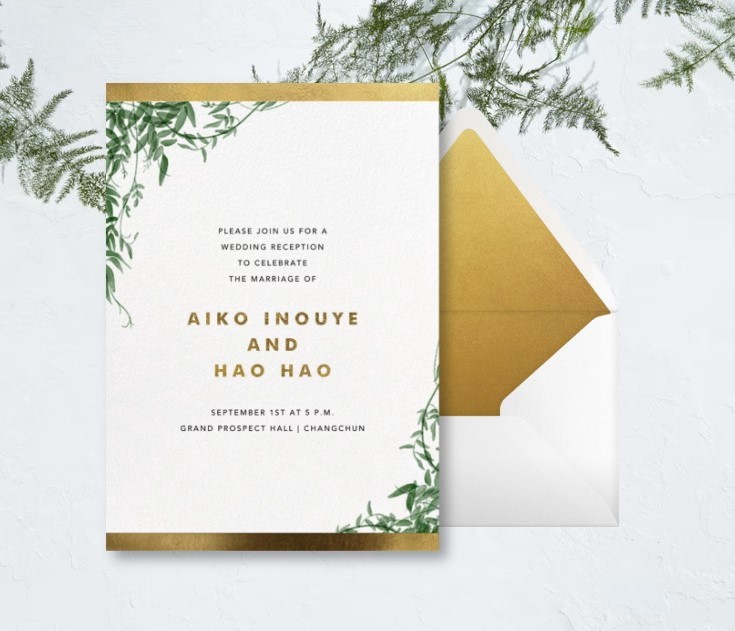 PLEASE JOIN US FOR A
WEDDING RECEPTION
TO CELEBRATE
THE MARRIAGE OF
AIKO INOUYE
AND
HAO HAO
SEPTEMBER 1ST AT 5 P.M.
GRAND PROSPECT HALL | CHANGCHUN